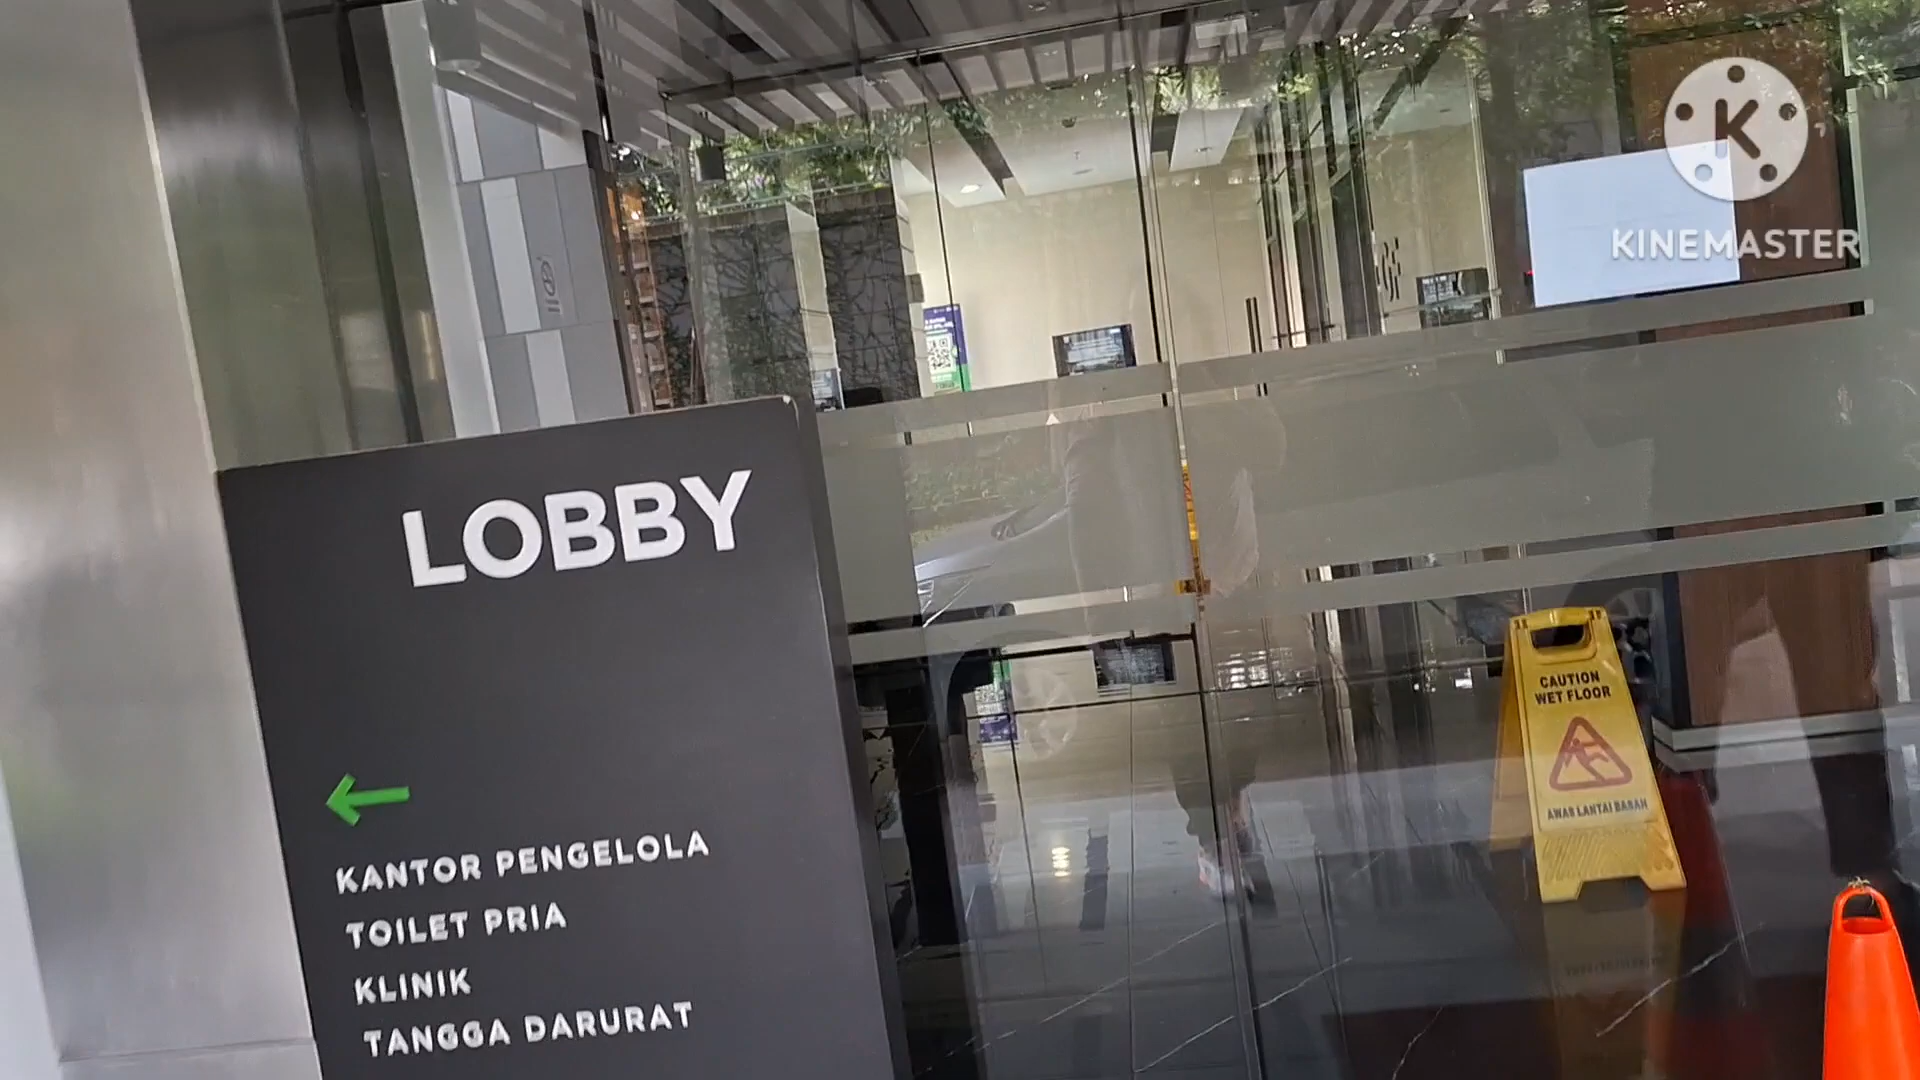 K
KINEMASTER
LOBBY
KANTOR PENGELOLA
TOILET PRIA
KLINIK
TANGGA DARURAT
CAUTION
WET FLOOR
AWAS LANTAI BASAH